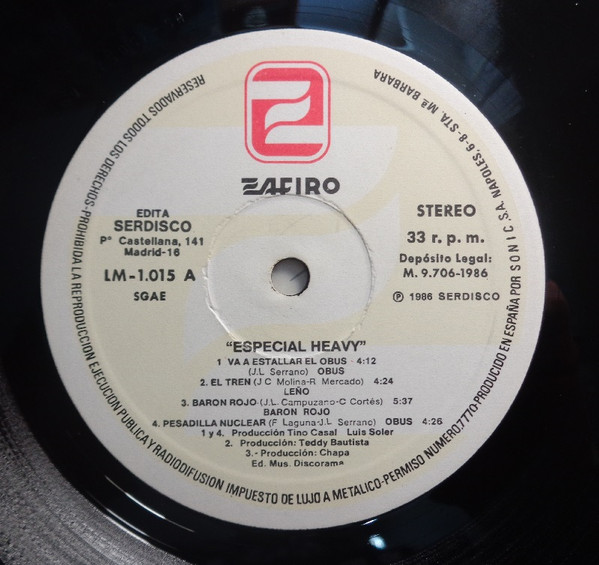 ZAFIRO
EDITA
SERDISCO
Pº Castellana, 141
Madrid-16
LM-1.015 A
SGAE
STEREO
33 r. p. m.
Depósito Legal:
M. 9.706-1986
Ⓟ 1986 SERDISCO
"ESPECIAL HEAVY"
1 VA A ESTALLAR EL OBUS - 4:12
(J.L Serrano) OBUS
2. EL TREN (J C Molina-R Mercado) 4:24
LEÑO
3. BARON ROJO (J.L. Campuzano-C Cortés) 5:37
BARON ROJO
4. PESADILLA NUCLEAR (F Laguna-J.L Serrano) OBUS 4:26
1 y 4. Producción Tino Casal Luis Soler
2. Producción: Teddy Bautista
3.- Producción: Chapa
Ed. Mus. Discorama
RESERVADOS TODOS LOS DERECHOS-PROHIBIDA LA REPRODUCCION EJECUCION PUBLICA Y RADIODIFUSION IMPUESTO DE LUJO A METALICO-PERMISO NUMERO 7770-PRODUCIDO EN ESPAÑA POR SONIC S.A. NAPOLES, 6-8-STA. Mª BARBARA